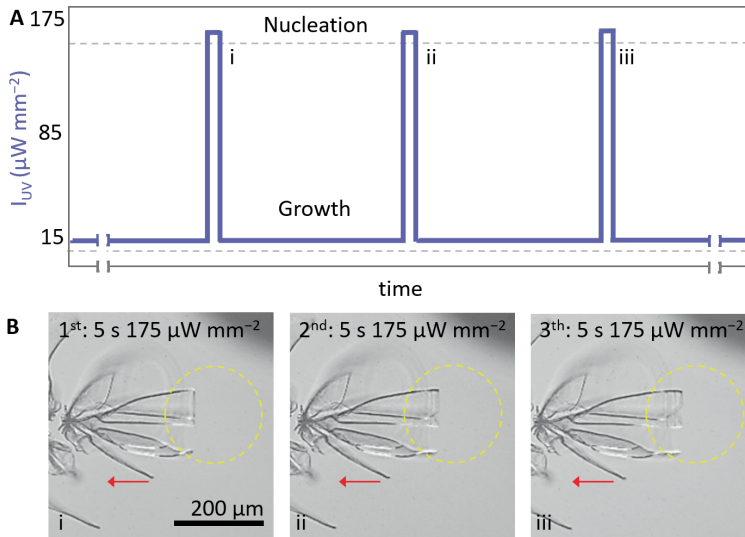 A
175
Nucleation
i
ii
iii
85
I_UV (µW mm⁻²)
Growth
15
time
B
1st: 5 s 175 µW mm⁻²
2nd: 5 s 175 µW mm⁻²
3th: 5 s 175 µW mm⁻²
200 µm
i
ii
iii